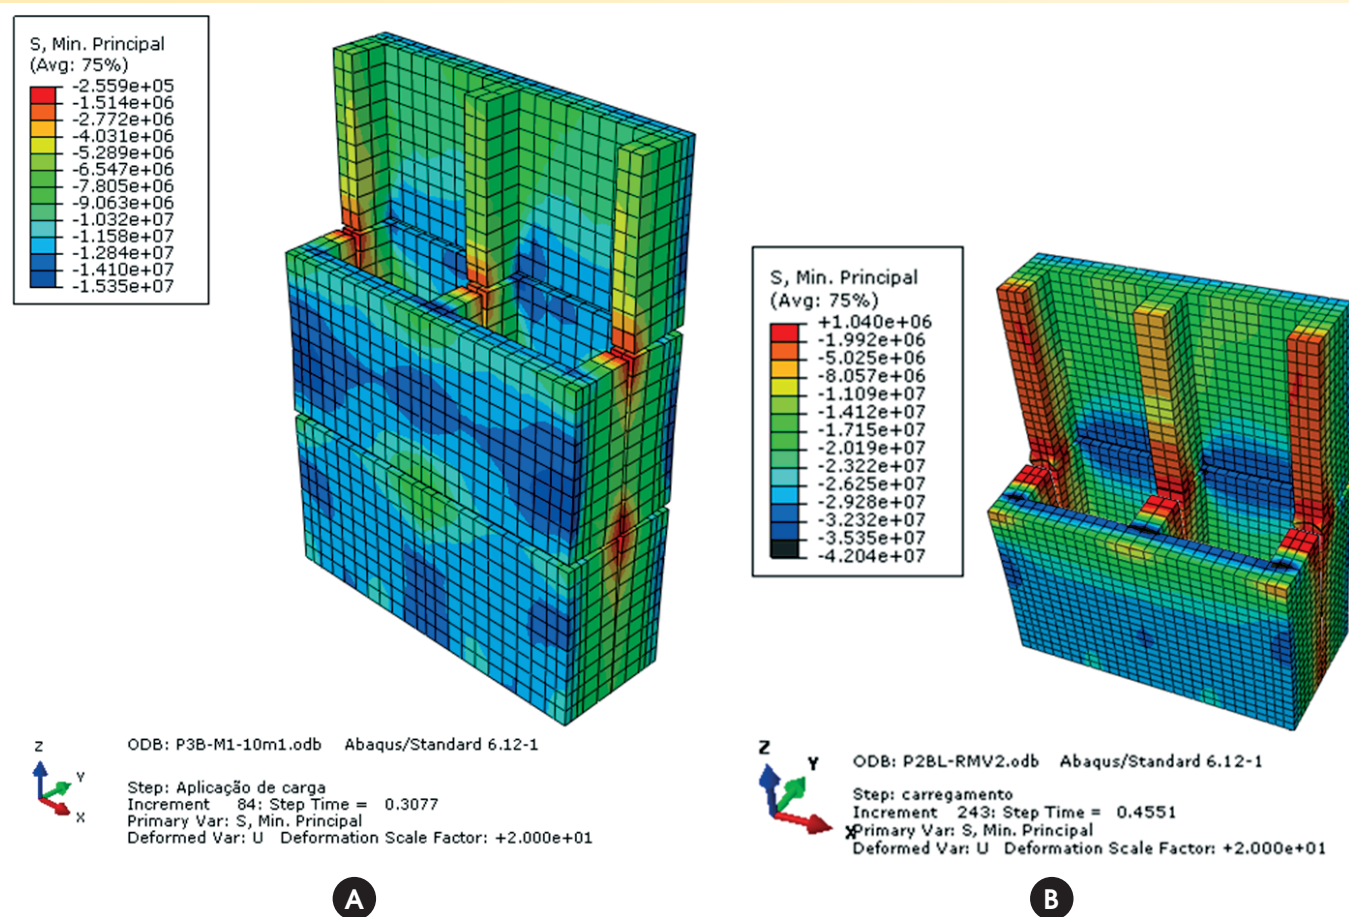 S, Min. Principal
(Avg: 75%)
-2.559e+05
-1.514e+06
-2.772e+06
-4.031e+06
-5.289e+06
-6.547e+06
-7.805e+06
-9.063e+06
-1.032e+07
-1.158e+07
-1.284e+07
-1.410e+07
-1.535e+07
Z
Y
X
ODB: P3B-M1-10m1.odb Abaqus/Standard 6.12-1
Step: Aplicação de carga
Increment 84: Step Time = 0.3077
Primary Var: S, Min. Principal
Deformed Var: U Deformation Scale Factor: +2.000e+01
A
S, Min. Principal
(Avg: 75%)
+1.040e+06
-1.992e+06
-5.025e+06
-8.057e+06
-1.109e+07
-1.412e+07
-1.715e+07
-2.019e+07
-2.322e+07
-2.625e+07
-2.928e+07
-3.232e+07
-3.535e+07
-4.204e+07
Z
Y
X
ODB: P2BL-RMV2.odb Abaqus/Standard 6.12-1
Step: carregamento
Increment 243: Step Time = 0.4551
Primary Var: S, Min. Principal
Deformed Var: U Deformation Scale Factor: +2.000e+01
B